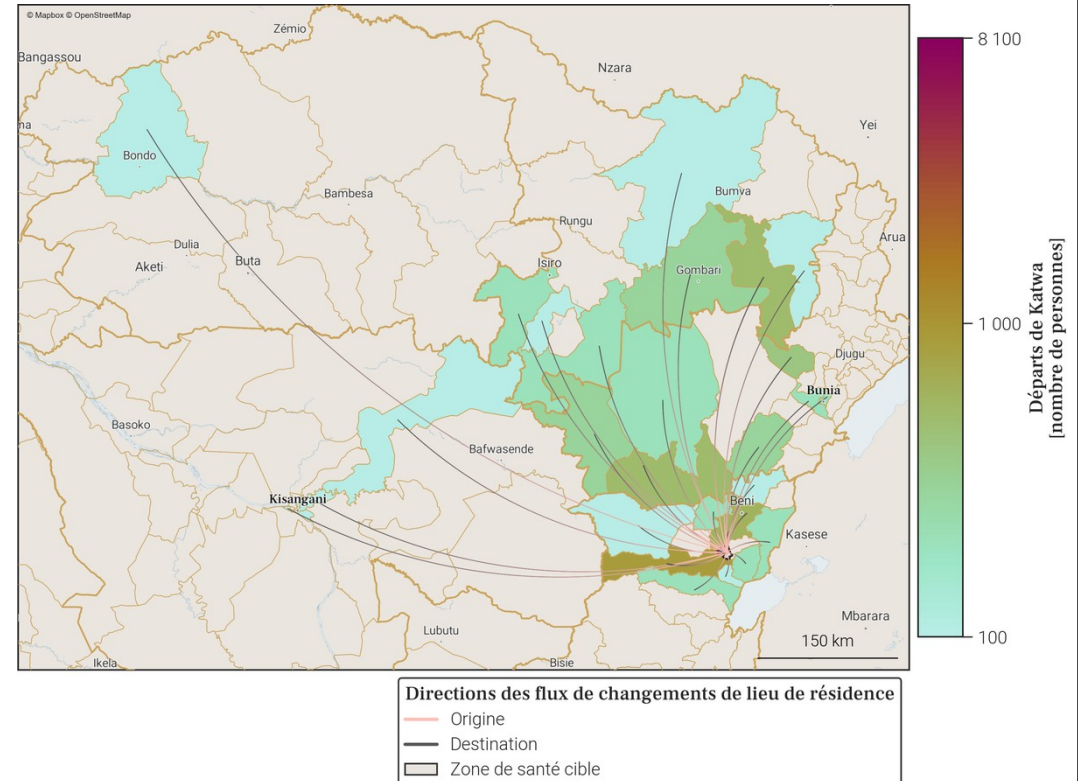 © Mapbox © OpenStreetMap
Zémio
Bangassou
Nzara
na
Yei
Bondo
Bambesa
Bumva
Rungu
Arua
Dulia
Buta
Isiro
Aketi
Gombari
Djugu
Bunia
Basoko
Bafwasende
Kisangani
Beni
Kasese
Mbarara
Lubutu
150 km
Ikela
Bisie
8 100
1 000
100
Départs de Katwa
[nombre de personnes]
Directions des flux de changements de lieu de résidence
Origine
Destination
Zone de santé cible